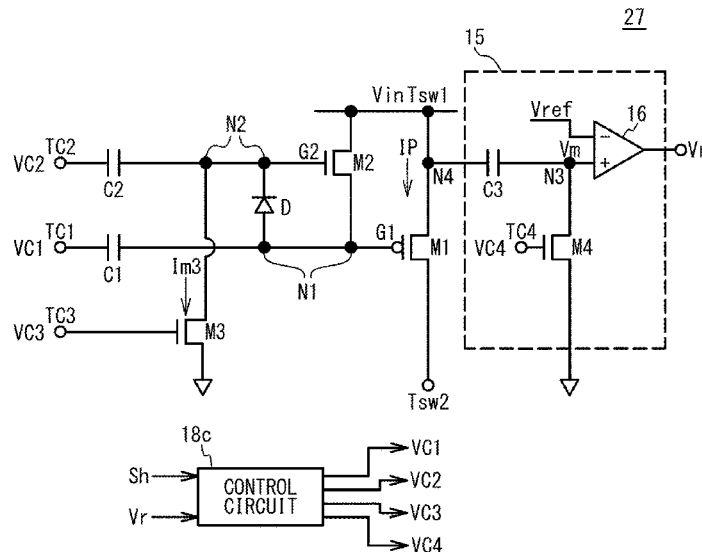 27
15
VinTsw1
Vref
16
N2
TC2
VC2
C2
G2
M2
IP
N4
C3
Vm
N3
−
+
D
TC1
VC1
C1
G1
M1
TC4
VC4
M4
N1
Im3
TC3
VC3
M3
Tsw2
18c
Sh
Vr
CONTROL
CIRCUIT
VC1
VC2
VC3
VC4